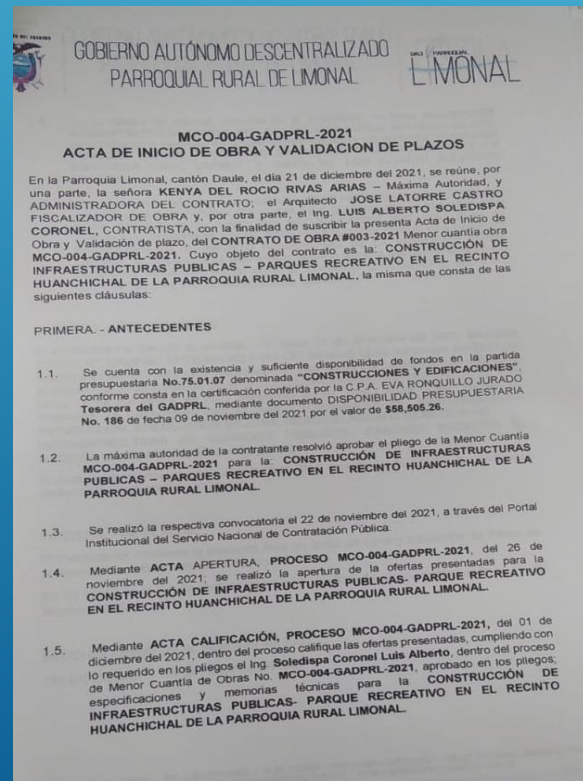 GOBIERNO AUTÓNOMO DESCENTRALIZADO
PARROQUIAL RURAL DE LIMONAL
GAD PARROQUIAL
LIMONAL
MCO-004-GADPRL-2021
ACTA DE INICIO DE OBRA Y VALIDACION DE PLAZOS
En la Parroquia Limonal, cantón Daule, el día 21 de diciembre del 2021, se reúne, por
una parte, la señora KENYA DEL ROCIO RIVAS ARIAS – Máxima Autoridad, y
ADMINISTRADORA DEL CONTRATO; el Arquitecto JOSE LATORRE CASTRO
FISCALIZADOR DE OBRA y, por otra parte, el Ing. LUIS ALBERTO SOLEDISPA
CORONEL, CONTRATISTA, con la finalidad de suscribir la presenta Acta de Inicio de
Obra y Validación de plazo, del CONTRATO DE OBRA #003-2021 Menor cuantia obra
MCO-004-GADPRL-2021. Cuyo objeto del contrato es la: CONSTRUCCIÓN DE
INFRAESTRUCTURAS PUBLICAS – PARQUES RECREATIVO EN EL RECINTO
HUANCHICHAL DE LA PARROQUIA RURAL LIMONAL, la misma que consta de las
siguientes cláusulas:
PRIMERA. - ANTECEDENTES
1.1. Se cuenta con la existencia y suficiente disponibilidad de fondos en la partida
presupuestaria No.75.01.07 denominada “CONSTRUCCIONES Y EDIFICACIONES”,
conforme consta en la certificación conferida por la C.P.A. EVA RONQUILLO JURADO
Tesorera del GADPRL, mediante documento DISPONIBILIDAD PRESUPUESTARIA
No. 186 de fecha 09 de noviembre del 2021 por el valor de $58,505.26.
1.2. La máxima autoridad de la contratante resolvió aprobar el pliego de la Menor Cuantía
MCO-004-GADPRL-2021 para la: CONSTRUCCIÓN DE INFRAESTRUCTURAS
PUBLICAS – PARQUES RECREATIVO EN EL RECINTO HUANCHICHAL DE LA
PARROQUIA RURAL LIMONAL.
1.3. Se realizó la respectiva convocatoria el 22 de noviembre del 2021, a través del Portal
Institucional del Servicio Nacional de Contratación Pública.
1.4. Mediante ACTA APERTURA, PROCESO MCO-004-GADPRL-2021, del 26 de
noviembre del 2021; se realizó la apertura de la ofertas presentadas para la
CONSTRUCCIÓN DE INFRAESTRUCTURAS PUBLICAS- PARQUE RECREATIVO
EN EL RECINTO HUANCHICHAL DE LA PARROQUIA RURAL LIMONAL.
1.5. Mediante ACTA CALIFICACIÓN, PROCESO MCO-004-GADPRL-2021, del 01 de
diciembre del 2021, dentro del proceso califique las ofertas presentadas, cumpliendo con
lo requerido en los pliegos el Ing. Soledispa Coronel Luis Alberto, dentro del proceso
de Menor Cuantía de Obras No. MCO-004-GADPRL-2021, aprobado en los pliegos;
especificaciones y memorias técnicas para la CONSTRUCCIÓN DE
INFRAESTRUCTURAS PUBLICAS- PARQUE RECREATIVO EN EL RECINTO
HUANCHICHAL DE LA PARROQUIA RURAL LIMONAL.